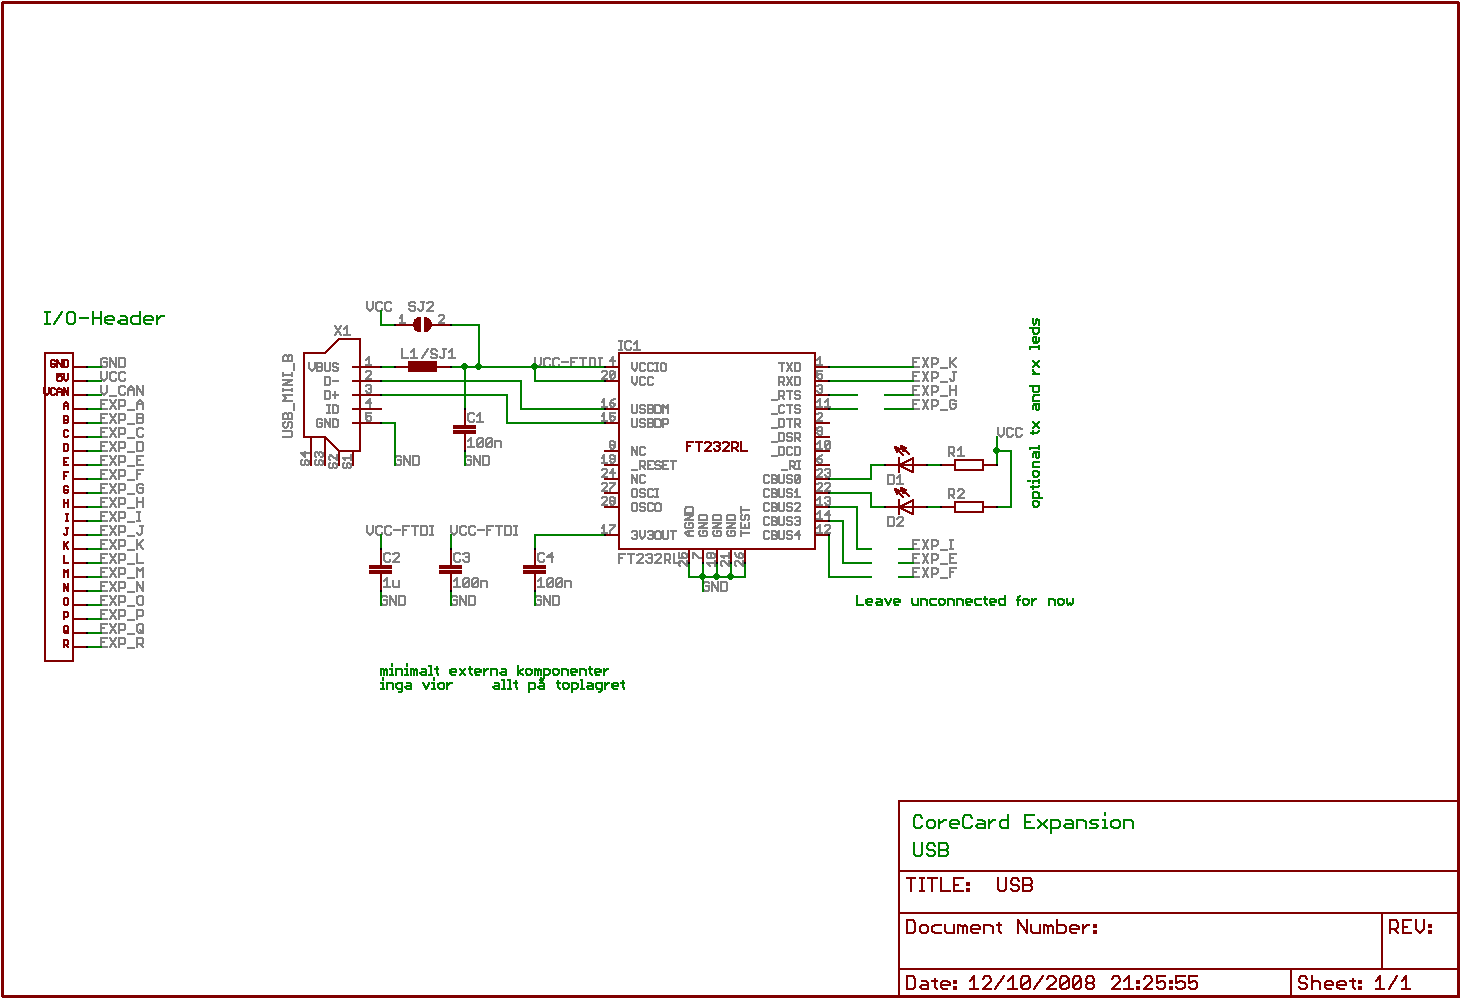 I/O-Header
GND GND
5V VCC
VCAN V_CAN
A EXP_A
B EXP_B
C EXP_C
D EXP_D
E EXP_E
F EXP_F
G EXP_G
H EXP_H
I EXP_I
J EXP_J
K EXP_K
L EXP_L
M EXP_M
N EXP_N
O EXP_O
P EXP_P
Q EXP_Q
R EXP_R
VCC SJ2
1 2
X1
USB_MINI_B
VBUS 1
D- 2
D+ 3
ID 4
GND 5
S4 S3 S2 S1
L1/SJ1
GND
C1
100n
GND
VCC-FTDI
IC1
4 VCCIO
20 VCC
16 USBDM
15 USBDP
8 NC
19 _RESET
24 NC
27 OSCI
28 OSCO
17 3V3OUT
FT232RL
TXD 1 EXP_K
RXD 5 EXP_J
_RTS 3 EXP_H
_CTS 11 EXP_G
_DTR 2
_DSR 9
_DCD 10
_RI 6
CBUS0 23
CBUS1 22
CBUS2 13
CBUS3 14
CBUS4 12
AGND GND GND GND TEST
25 7 18 21 26
FT232RL
GND
D1
R1
VCC
D2
R2
optional tx and rx leds
EXP_I
EXP_E
EXP_F
Leave unconnected for now
VCC-FTDI
C2
1u
GND
VCC-FTDI
C3
100n
GND
C4
100n
GND
minimalt externa komponenter
inga vior allt på toplagret
CoreCard Expansion
USB
TITLE: USB
Document Number:
REV:
Date: 12/10/2008 21:25:55
Sheet: 1/1